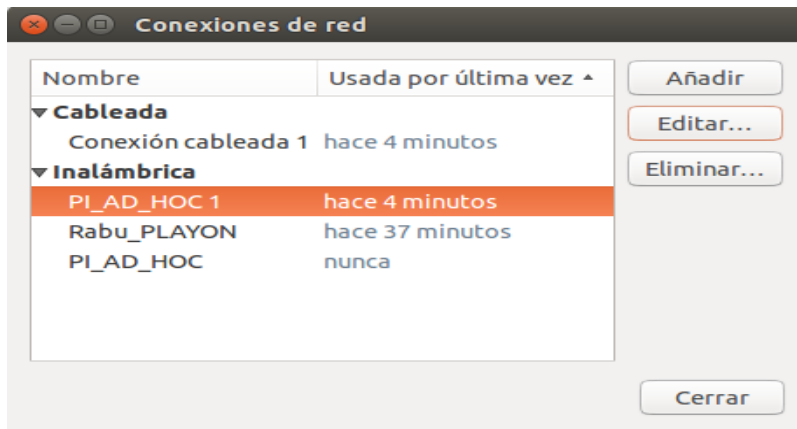 Conexiones de red
Nombre Usada por última vez
Añadir
Cableada
Editar...
Conexión cableada 1 hace 4 minutos
Inalámbrica
Eliminar...
PI_AD_HOC 1 hace 4 minutos
Rabu_PLAYON hace 37 minutos
PI_AD_HOC nunca
Cerrar